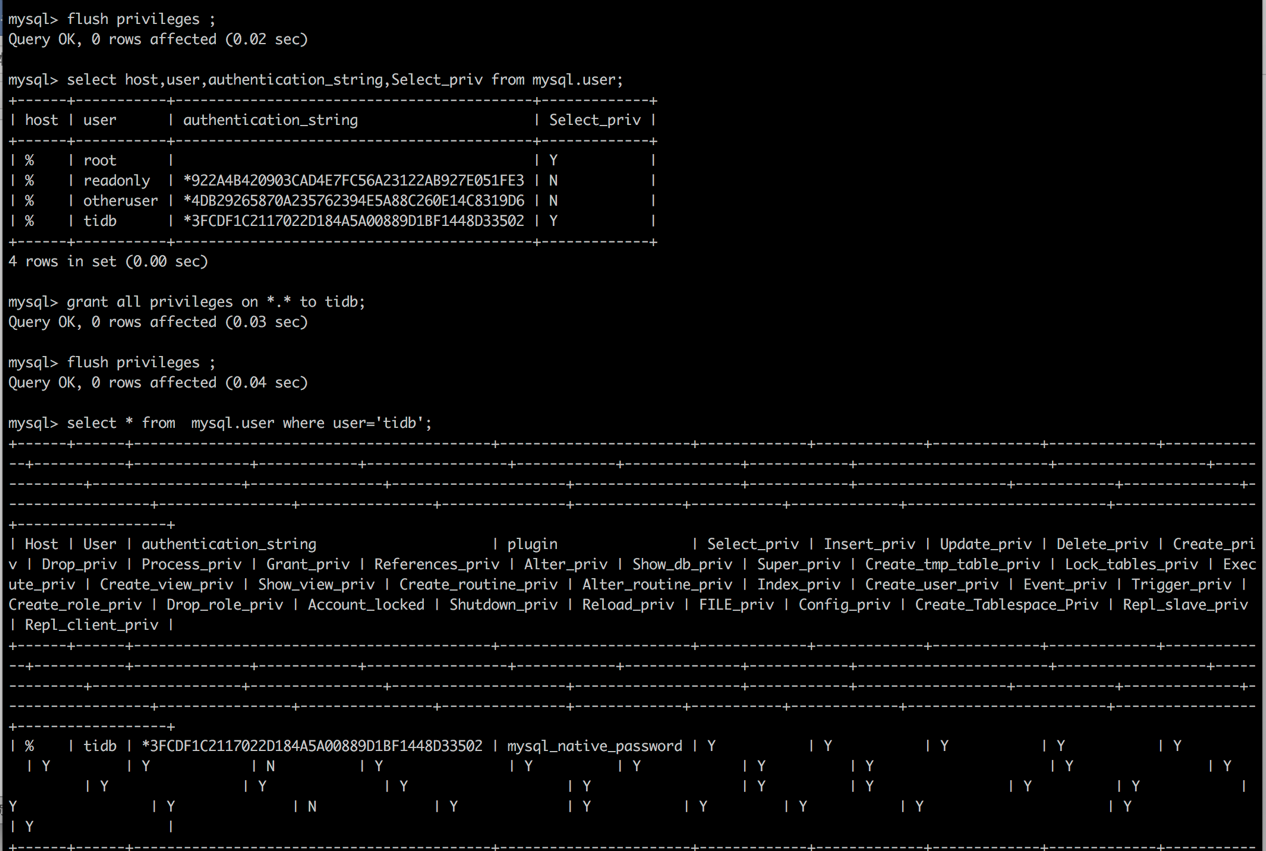 mysql> flush privileges ;
Query OK, 0 rows affected (0.02 sec)
mysql> select host,user,authentication_string,Select_priv from mysql.user;
+------+-----------+-------------------------------------------+-------------+
| host | user      | authentication_string                     | Select_priv |
+------+-----------+-------------------------------------------+-------------+
| %    | root      |                                           | Y           |
| %    | readonly  | *922A4B420903CAD4E7FC56A23122AB927E051FE3 | N           |
| %    | otheruser | *4DB29265870A235762394E5A88C260E14C8319D6 | N           |
| %    | tidb      | *3FCDF1C2117022D184A5A00889D1BF1448D33502 | Y           |
+------+-----------+-------------------------------------------+-------------+
4 rows in set (0.00 sec)
mysql> grant all privileges on *.* to tidb;
Query OK, 0 rows affected (0.03 sec)
mysql> flush privileges ;
Query OK, 0 rows affected (0.04 sec)
mysql> select * from  mysql.user where user='tidb';
| Host | User | authentication_string                     | plugin                | Select_priv | Insert_priv | Update_priv | Delete_priv | Create_pri
v | Drop_priv | Process_priv | Grant_priv | References_priv | Alter_priv | Show_db_priv | Super_priv | Create_tmp_table_priv | Lock_tables_priv | Exec
ute_priv | Create_view_priv | Show_view_priv | Create_routine_priv | Alter_routine_priv | Index_priv | Create_user_priv | Event_priv | Trigger_priv |
Create_role_priv | Drop_role_priv | Account_locked | Shutdown_priv | Reload_priv | FILE_priv | Config_priv | Create_Tablespace_Priv | Repl_slave_priv
| Repl_client_priv |
| %    | tidb | *3FCDF1C2117022D184A5A00889D1BF1448D33502 | mysql_native_password | Y           | Y           | Y           | Y           | Y
  | Y         | Y            | N          | Y               | Y          | Y            | Y          | Y                     | Y                | Y
         | Y                | Y              | Y                   | Y                  | Y          | Y                | Y          | Y            |
Y                | Y              | N              | Y             | Y           | Y         | Y           | Y                      | Y
| Y                |